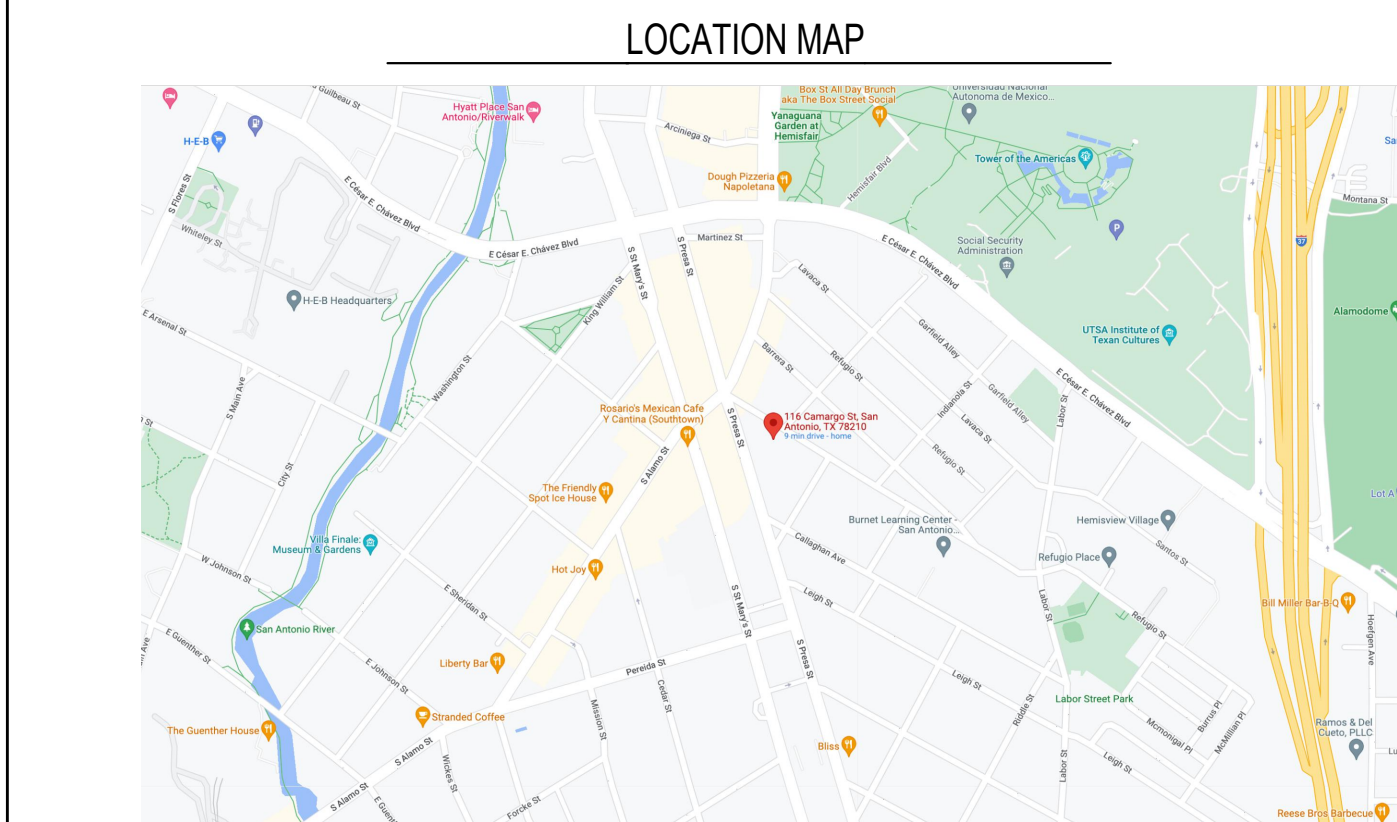 LOCATION MAP
S Guilbeau St
Hyatt Place San
Antonio/Riverwalk
Box St All Day Brunch
aka The Box Street Social
Universidad Nacional
Autonoma de Mexico...
Yanaguana
Garden at
Hemisfair
Arciniega St
H-E-B
Tower of the Americas
Dough Pizzeria
Napoletana
Hemisfair Blvd
S Flores St
E César E. Chávez Blvd
Montana St
Whiteley St
E César E. Chávez Blvd
Martinez St
E César E. Chávez Blvd
Social Security
Administration
37
S St Mary's St
S Presa St
Lavaca St
H-E-B Headquarters
King William St
Alamodome
E Arsenal St
Garfield Alley
UTSA Institute of
Texan Cultures
Barrera St
Refugio St
Washington St
S Main Ave
E César E. Chávez Blvd
Indianola St
Garfield Alley
Labor St
Rosario's Mexican Cafe
Y Cantina (Southtown)
S Presa St
116 Camargo St, San
Antonio, TX 78210
9 min drive - home
Lavaca St
Refugio St
City St
S Alamo St
The Friendly
Spot Ice House
Lot A
Burnet Learning Center -
San Antonio...
Hemisview Village
Villa Finale:
Museum & Gardens
Callaghan Ave
Santos St
Refugio Place
W Johnson St
Hot Joy
E Sheridan St
S St Mary's St
Leigh St
Labor St
Bill Miller Bar-B-Q
San Antonio River
Refugio St
Hoefgen Ave
E Guenther St
Liberty Bar
E Johnson St
Pereida St
S Presa St
Cedar St
Leigh St
Riddle St
Labor Street Park
Mission St
Stranded Coffee
The Guenther House
Burrus Pl
McMillian Pl
Mcmonigal Pl
Ramos & Del
Cueto, PLLC
S Alamo St
Bliss
Wickes St
Labor St
Leigh St
S Alamo St
Forcke St
Reese Bros Barbecue